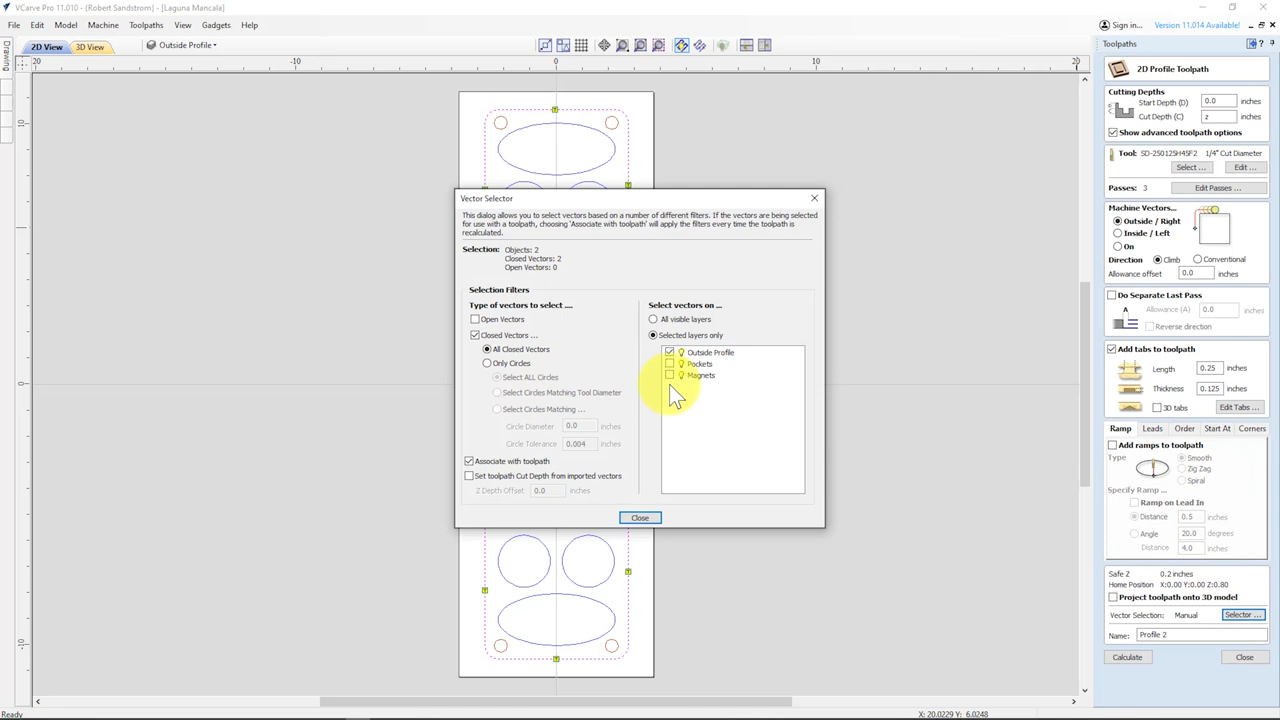 VCarve Pro 11.010 - {Robert Sandstrom} - [Laguna Mancala]
File Edit Model Machine Toolpaths View Gadgets Help
Sign in... Version 11.014 Available!
2D View 3D View Outside Profile
Drawing
20 -10 0 10 20
10
0
-10
Vector Selector
This dialog allows you to select vectors based on a number of different filters. If the vectors are being selected
for use with a toolpath, choosing 'Associate with toolpath' will apply the filters every time the toolpath is
recalculated.
Selection: Objects: 2
Closed Vectors: 2
Open Vectors: 0
Selection Filters
Type of vectors to select ....
Open Vectors
Closed Vectors ...
All Closed Vectors
Only Circles
Select ALL Circles
Select Circles Matching Tool Diameter
Select Circles Matching ...
Circle Diameter 0.0 inches
Circle Tolerance 0.004 inches
Associate with toolpath
Set toolpath Cut Depth from imported vectors
Z Depth Offset 0.0 inches
Select vectors on ...
All visible layers
Selected layers only
Outside Profile
Pockets
Magnets
Close
Toolpaths
2D Profile Toolpath
Cutting Depths
Start Depth (D) 0.0 inches
Cut Depth (C) z inches
Show advanced toolpath options
Tool: SD-250125H45F2 1/4" Cut Diameter
Select ... Edit ...
Passes: 3 Edit Passes ...
Machine Vectors...
Outside / Right
Inside / Left
On
Direction Climb Conventional
Allowance offset 0.0 inches
Do Separate Last Pass
Allowance (A) 0.0 inches
Reverse direction
Add tabs to toolpath
Length 0.25 inches
Thickness 0.125 inches
3D tabs Edit Tabs ...
Ramp Leads Order Start At Corners
Add ramps to toolpath
Type Smooth
Zig Zag
Spiral
Specify Ramp ...
Ramp on Lead In
Distance 0.5 inches
Angle 20.0 degrees
Distance 4.0 inches
Safe Z 0.2 inches
Home Position X:0.00 Y:0.00 Z:0.80
Project toolpath onto 3D model
Vector Selection: Manual Selector ...
Name: Profile 2
Calculate Close
Ready X: 20.0229 Y: 6.0248